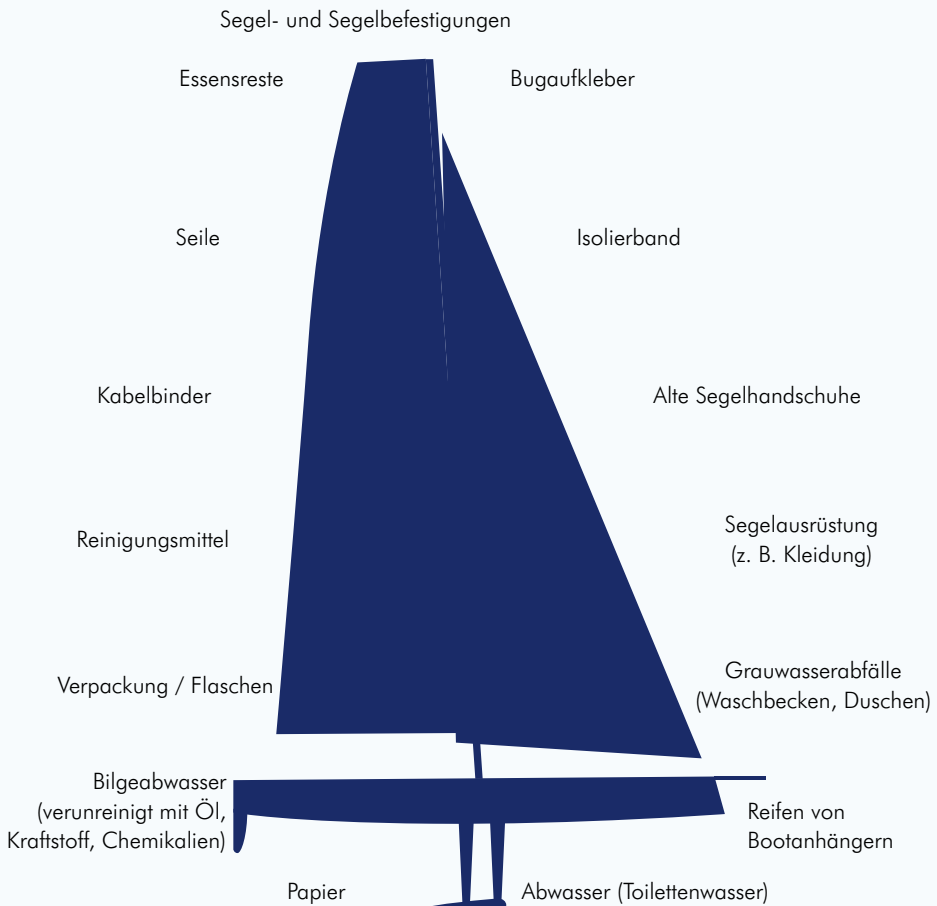 Segel- und Segelbefestigungen
Essensreste
Bugaufkleber
Seile
Isolierband
Kabelbinder
Alte Segelhandschuhe
Reinigungsmittel
Segelausrüstung
(z. B. Kleidung)
Verpackung / Flaschen
Grauwasserabfälle
(Waschbecken, Duschen)
Bilgeabwasser
(verunreinigt mit Öl,
Kraftstoff, Chemikalien)
Reifen von
Bootanhängern
Papier
Abwasser (Toilettenwasser)